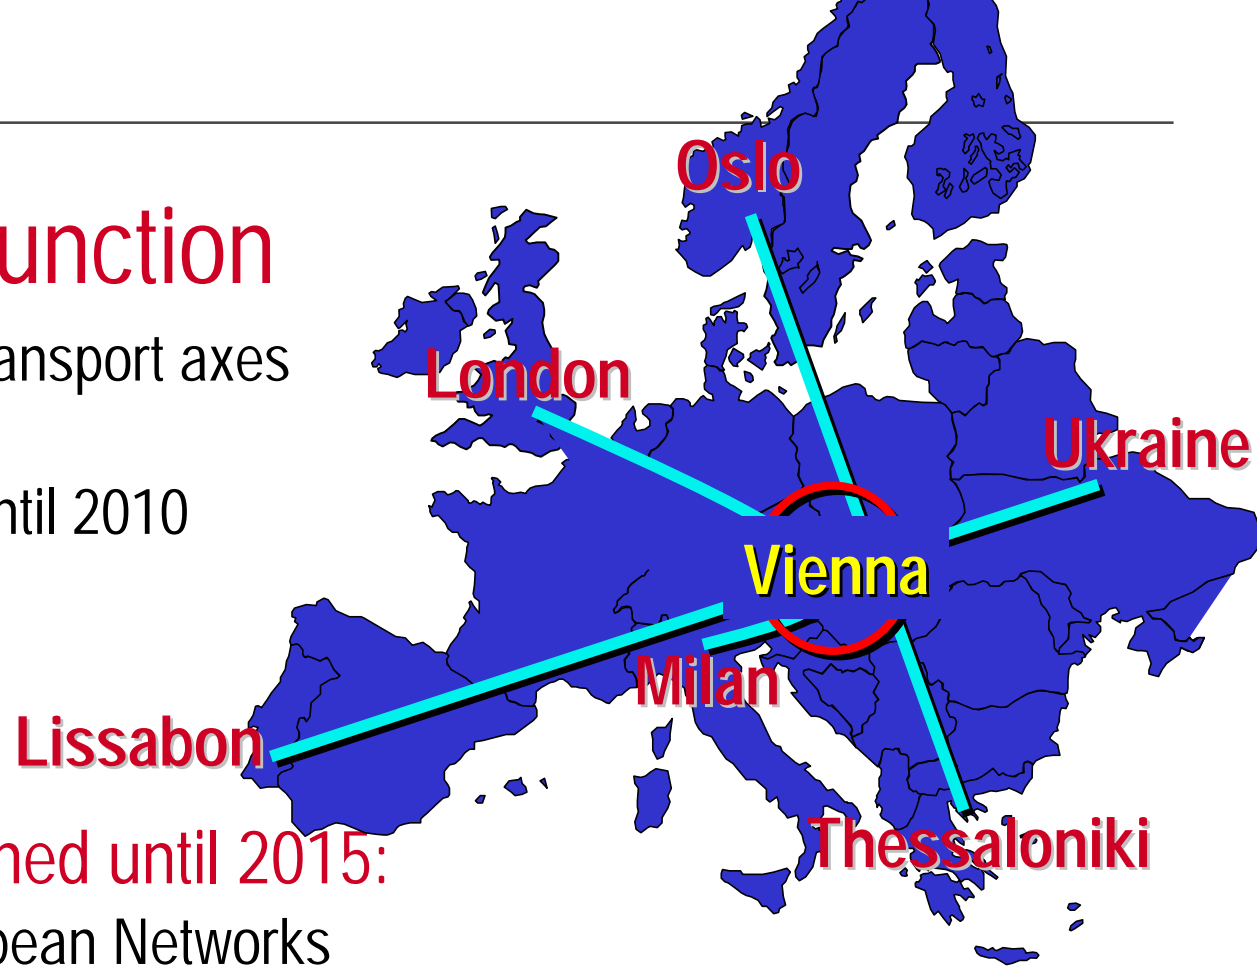 Oslo
unction
ansport axes
London
Ukraine
ntil 2010
Vienna
Milan
Lissabon
Thessaloniki
ned until 2015:
pean Networks